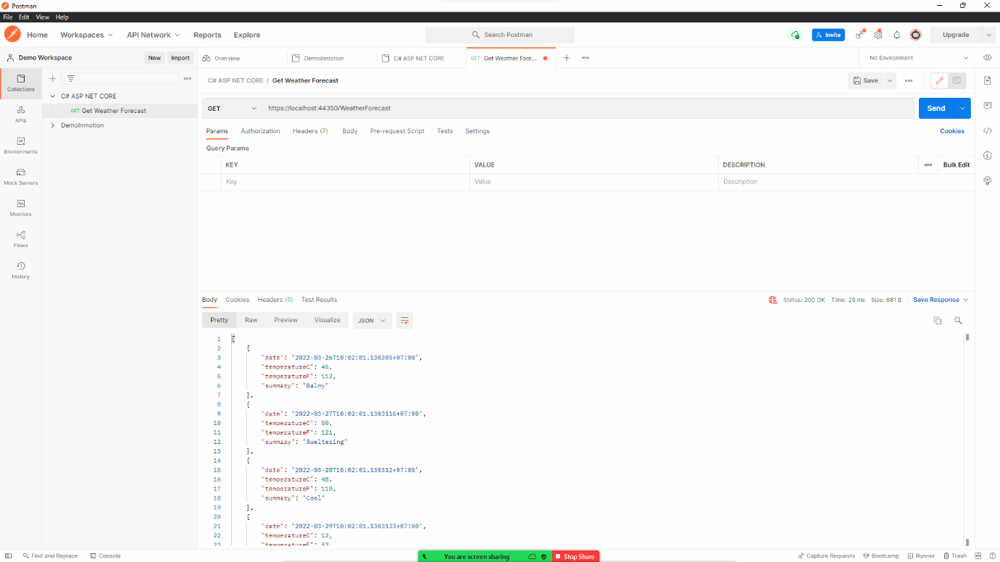 Postman
File Edit View Help
Home Workspaces API Network Reports Explore Search Postman Invite Upgrade
Demo Workspace New Import Overview DemoInmotion C# ASP NET CORE GET Get Weather Fore... No Environment
Collections
APIs
Environments
Mock Servers
Monitors
Flows
History
C# ASP NET CORE
GET Get Weather Forecast
DemoInmotion
C# ASP NET CORE / Get Weather Forecast Save
GET https://localhost:44350/WeatherForecast Send
Params Authorization Headers (7) Body Pre-request Script Tests Settings Cookies
Query Params
KEY VALUE DESCRIPTION Bulk Edit
Key Value Description
Body Cookies Headers (5) Test Results Status: 200 OK Time: 29 ms Size: 681 B Save Response
Pretty Raw Preview Visualize JSON
1 [
2 {
3 "date": "2022-03-26T10:02:01.130305+07:00",
4 "temperatureC": 45,
5 "temperatureF": 112,
6 "summary": "Balmy"
7 },
8 {
9 "date": "2022-03-27T10:02:01.1303116+07:00",
10 "temperatureC": 50,
11 "temperatureF": 121,
12 "summary": "Sweltering"
13 },
14 {
15 "date": "2022-03-28T10:02:01.130312+07:00",
16 "temperatureC": 48,
17 "temperatureF": 118,
18 "summary": "Cool"
19 },
20 {
21 "date": "2022-03-29T10:02:01.1303133+07:00",
22 "temperatureC": 12,
23 "temperatureF": 53,
Find and Replace Console You are screen sharing Stop Share Capture Requests Bootcamp Runner Trash